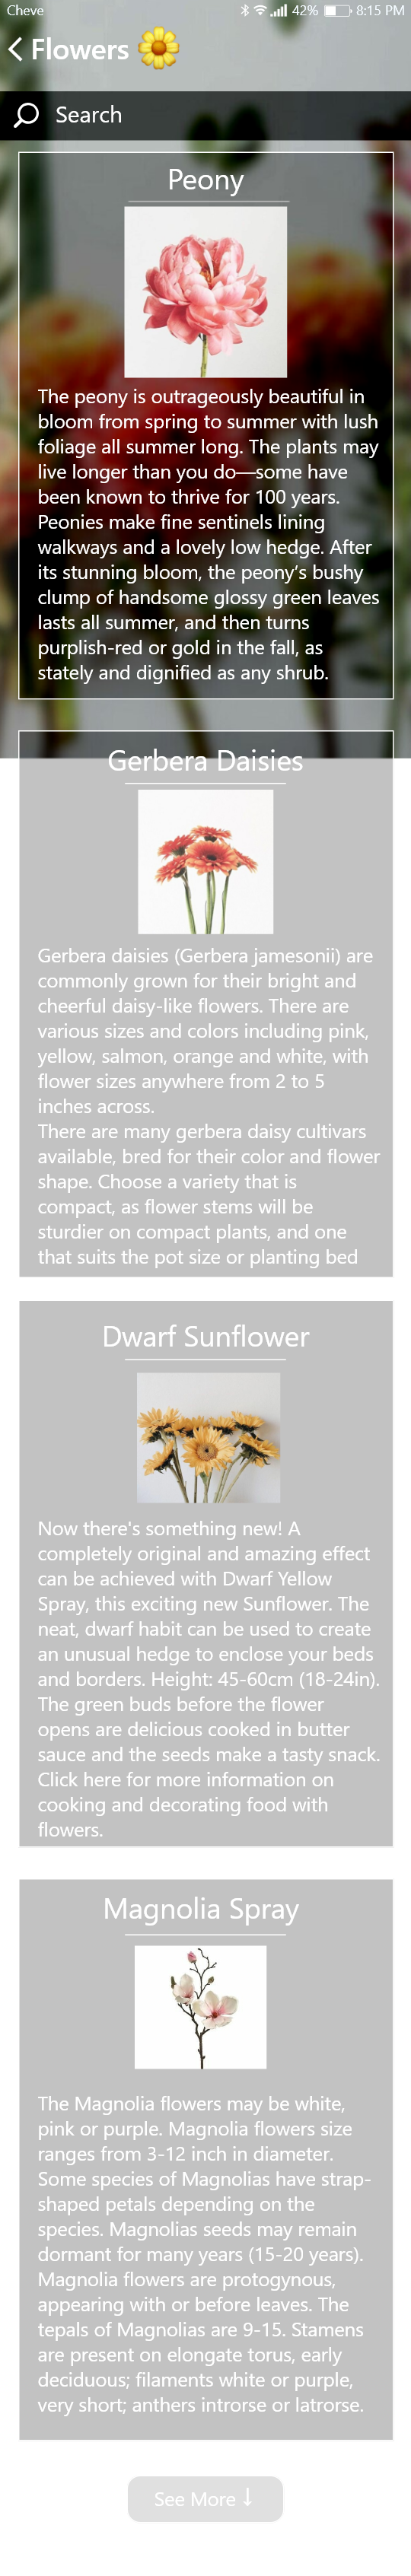 Cheve
42% 8:15 PM
Flowers
Search
Peony
The peony is outrageously beautiful in
bloom from spring to summer with lush
foliage all summer long. The plants may
live longer than you do—some have
been known to thrive for 100 years.
Peonies make fine sentinels lining
walkways and a lovely low hedge. After
its stunning bloom, the peony’s bushy
clump of handsome glossy green leaves
lasts all summer, and then turns
purplish-red or gold in the fall, as
stately and dignified as any shrub.
Gerbera Daisies
Gerbera daisies (Gerbera jamesonii) are
commonly grown for their bright and
cheerful daisy-like flowers. There are
various sizes and colors including pink,
yellow, salmon, orange and white, with
flower sizes anywhere from 2 to 5
inches across.
There are many gerbera daisy cultivars
available, bred for their color and flower
shape. Choose a variety that is
compact, as flower stems will be
sturdier on compact plants, and one
that suits the pot size or planting bed
Dwarf Sunflower
Now there's something new! A
completely original and amazing effect
can be achieved with Dwarf Yellow
Spray, this exciting new Sunflower. The
neat, dwarf habit can be used to create
an unusual hedge to enclose your beds
and borders. Height: 45-60cm (18-24in).
The green buds before the flower
opens are delicious cooked in butter
sauce and the seeds make a tasty snack.
Click here for more information on
cooking and decorating food with
flowers.
Magnolia Spray
The Magnolia flowers may be white,
pink or purple. Magnolia flowers size
ranges from 3-12 inch in diameter.
Some species of Magnolias have strap-
shaped petals depending on the
species. Magnolias seeds may remain
dormant for many years (15-20 years).
Magnolia flowers are protogynous,
appearing with or before leaves. The
tepals of Magnolias are 9-15. Stamens
are present on elongate torus, early
deciduous; filaments white or purple,
very short; anthers introrse or latrorse.
See More ↓